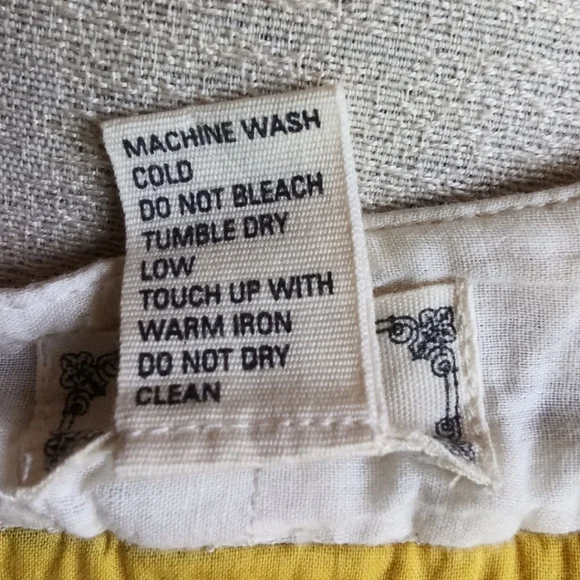 MACHINE WASH
COLD
DO NOT BLEACH
TUMBLE DRY
LOW
TOUCH UP WITH
WARM IRON
DO NOT DRY
CLEAN